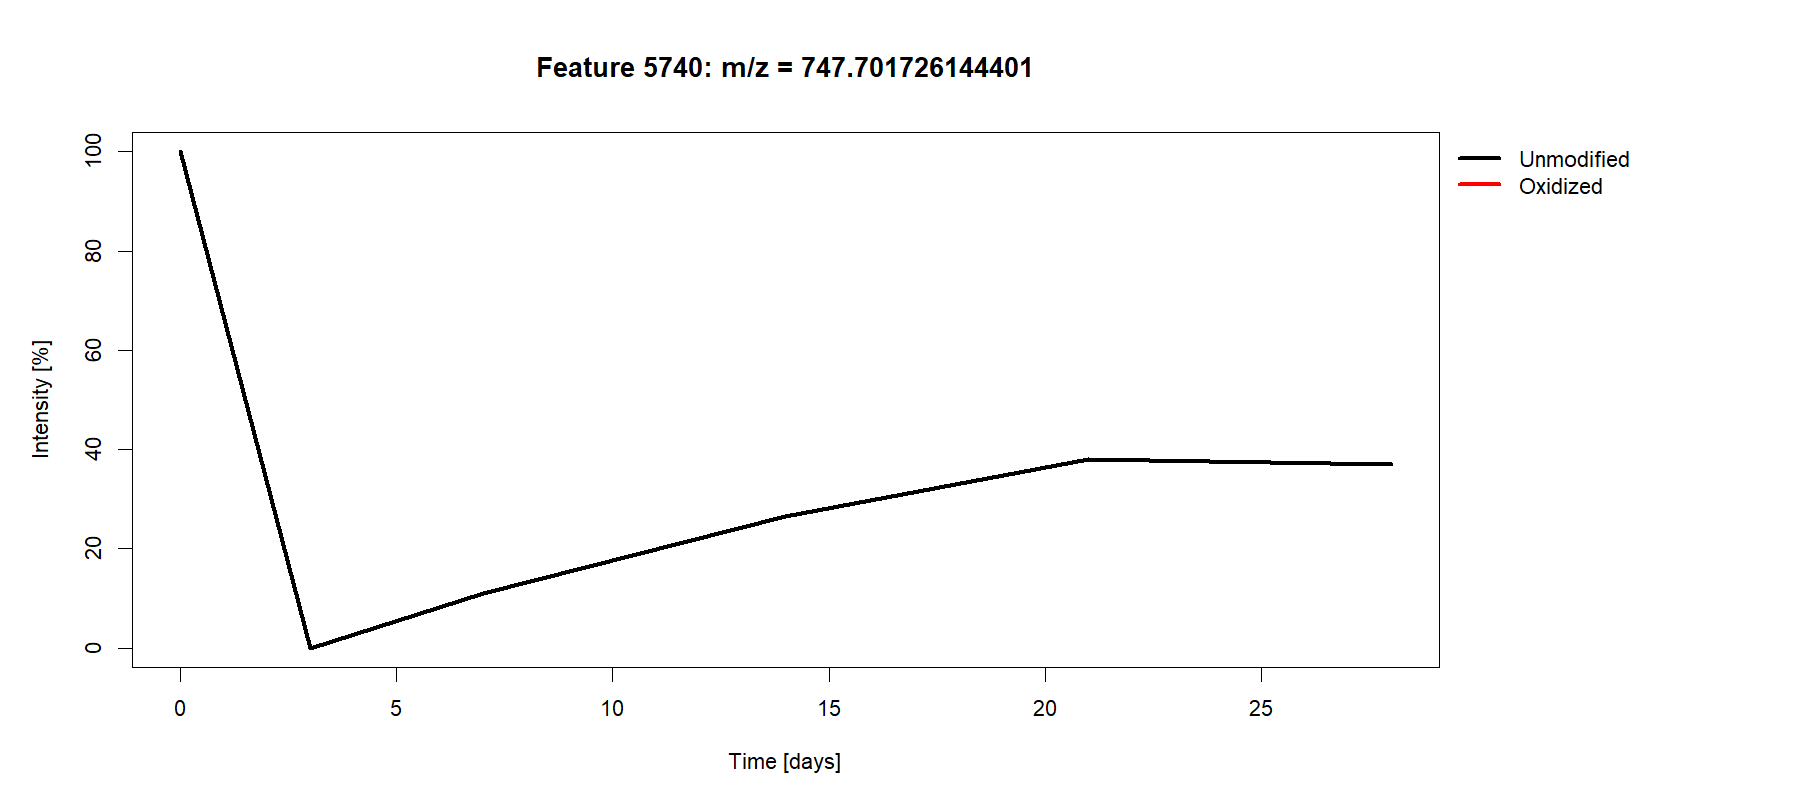 Feature 5740: m/z = 747.701726144401
Unmodified
Oxidized
Intensity [%]
100
80
60
40
20
0
0 5 10 15 20 25
Time [days]